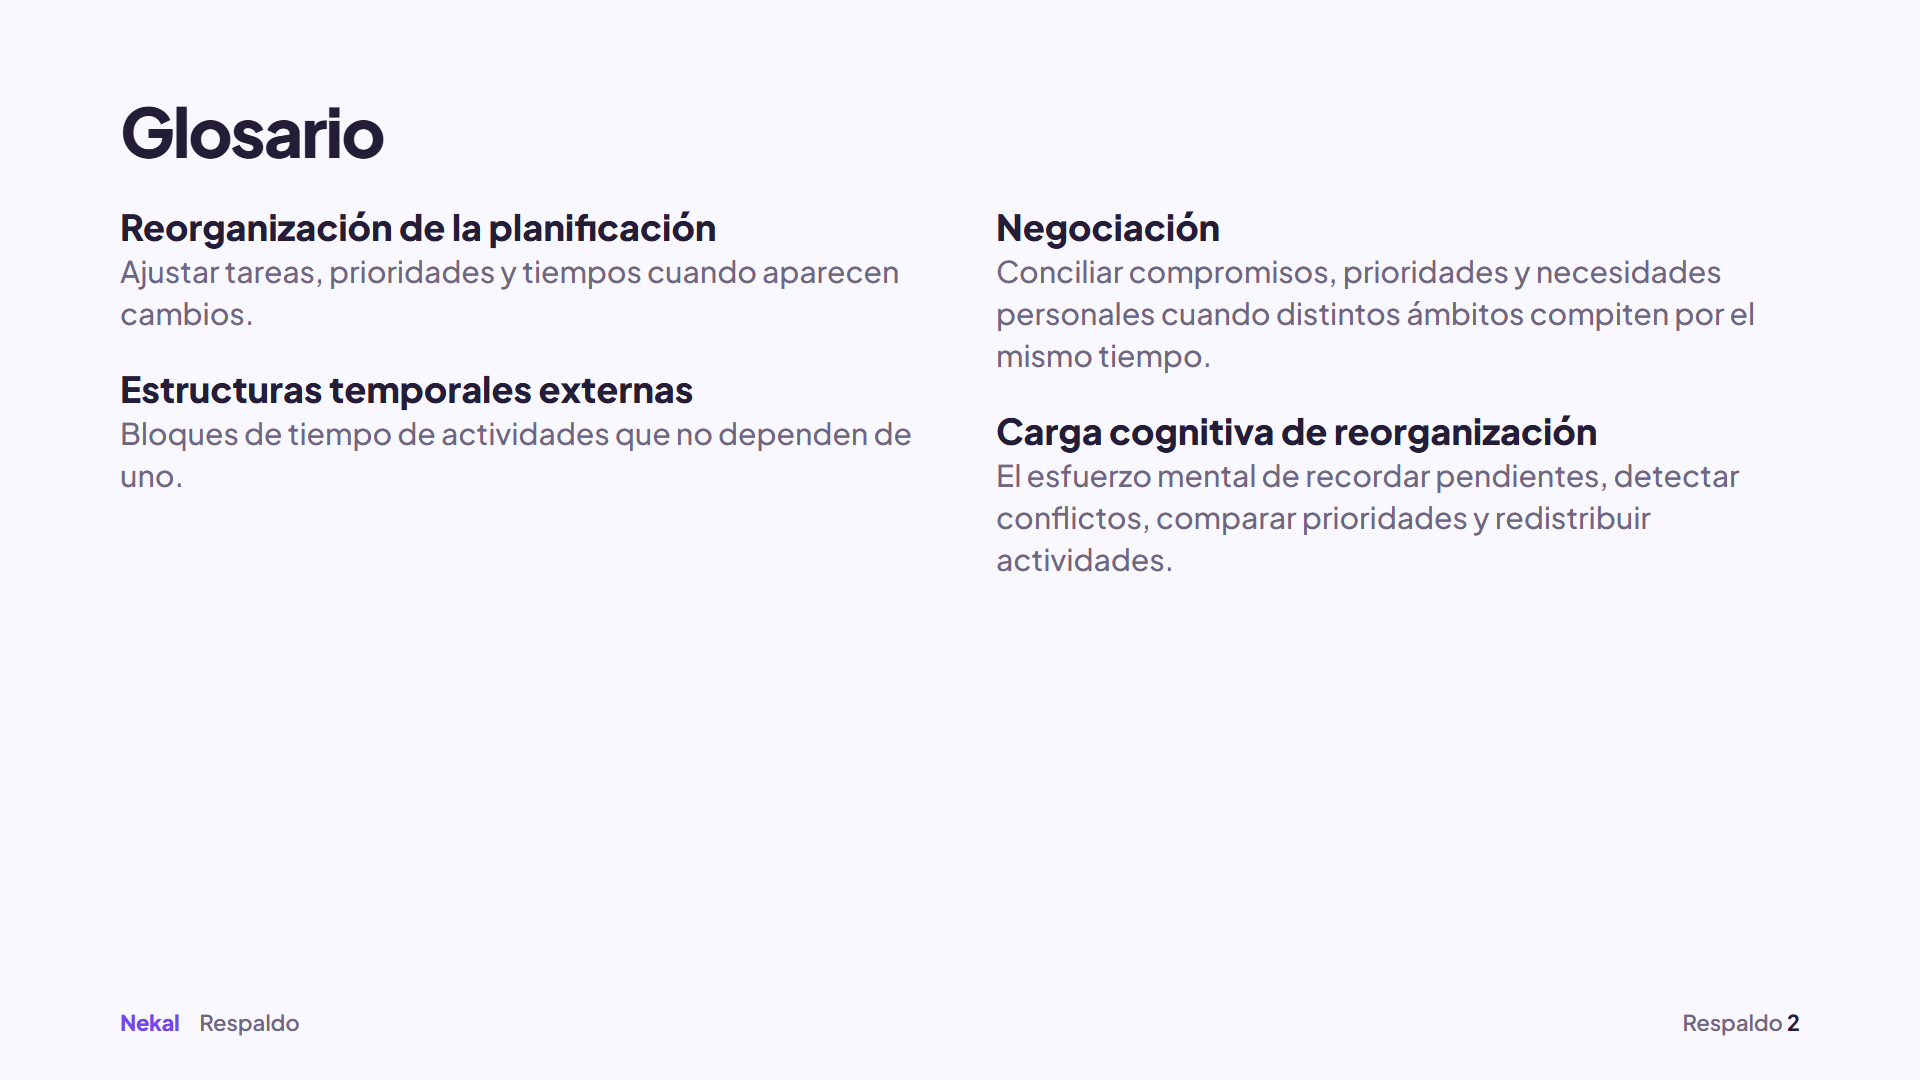 Glosario
Reorganización de la planificación
Ajustar tareas, prioridades y tiempos cuando aparecen
cambios.
Estructuras temporales externas
Bloques de tiempo de actividades que no dependen de
uno.
Negociación
Conciliar compromisos, prioridades y necesidades
personales cuando distintos ámbitos compiten por el
mismo tiempo.
Carga cognitiva de reorganización
El esfuerzo mental de recordar pendientes, detectar
conflictos, comparar prioridades y redistribuir
actividades.
Nekal Respaldo
Respaldo 2